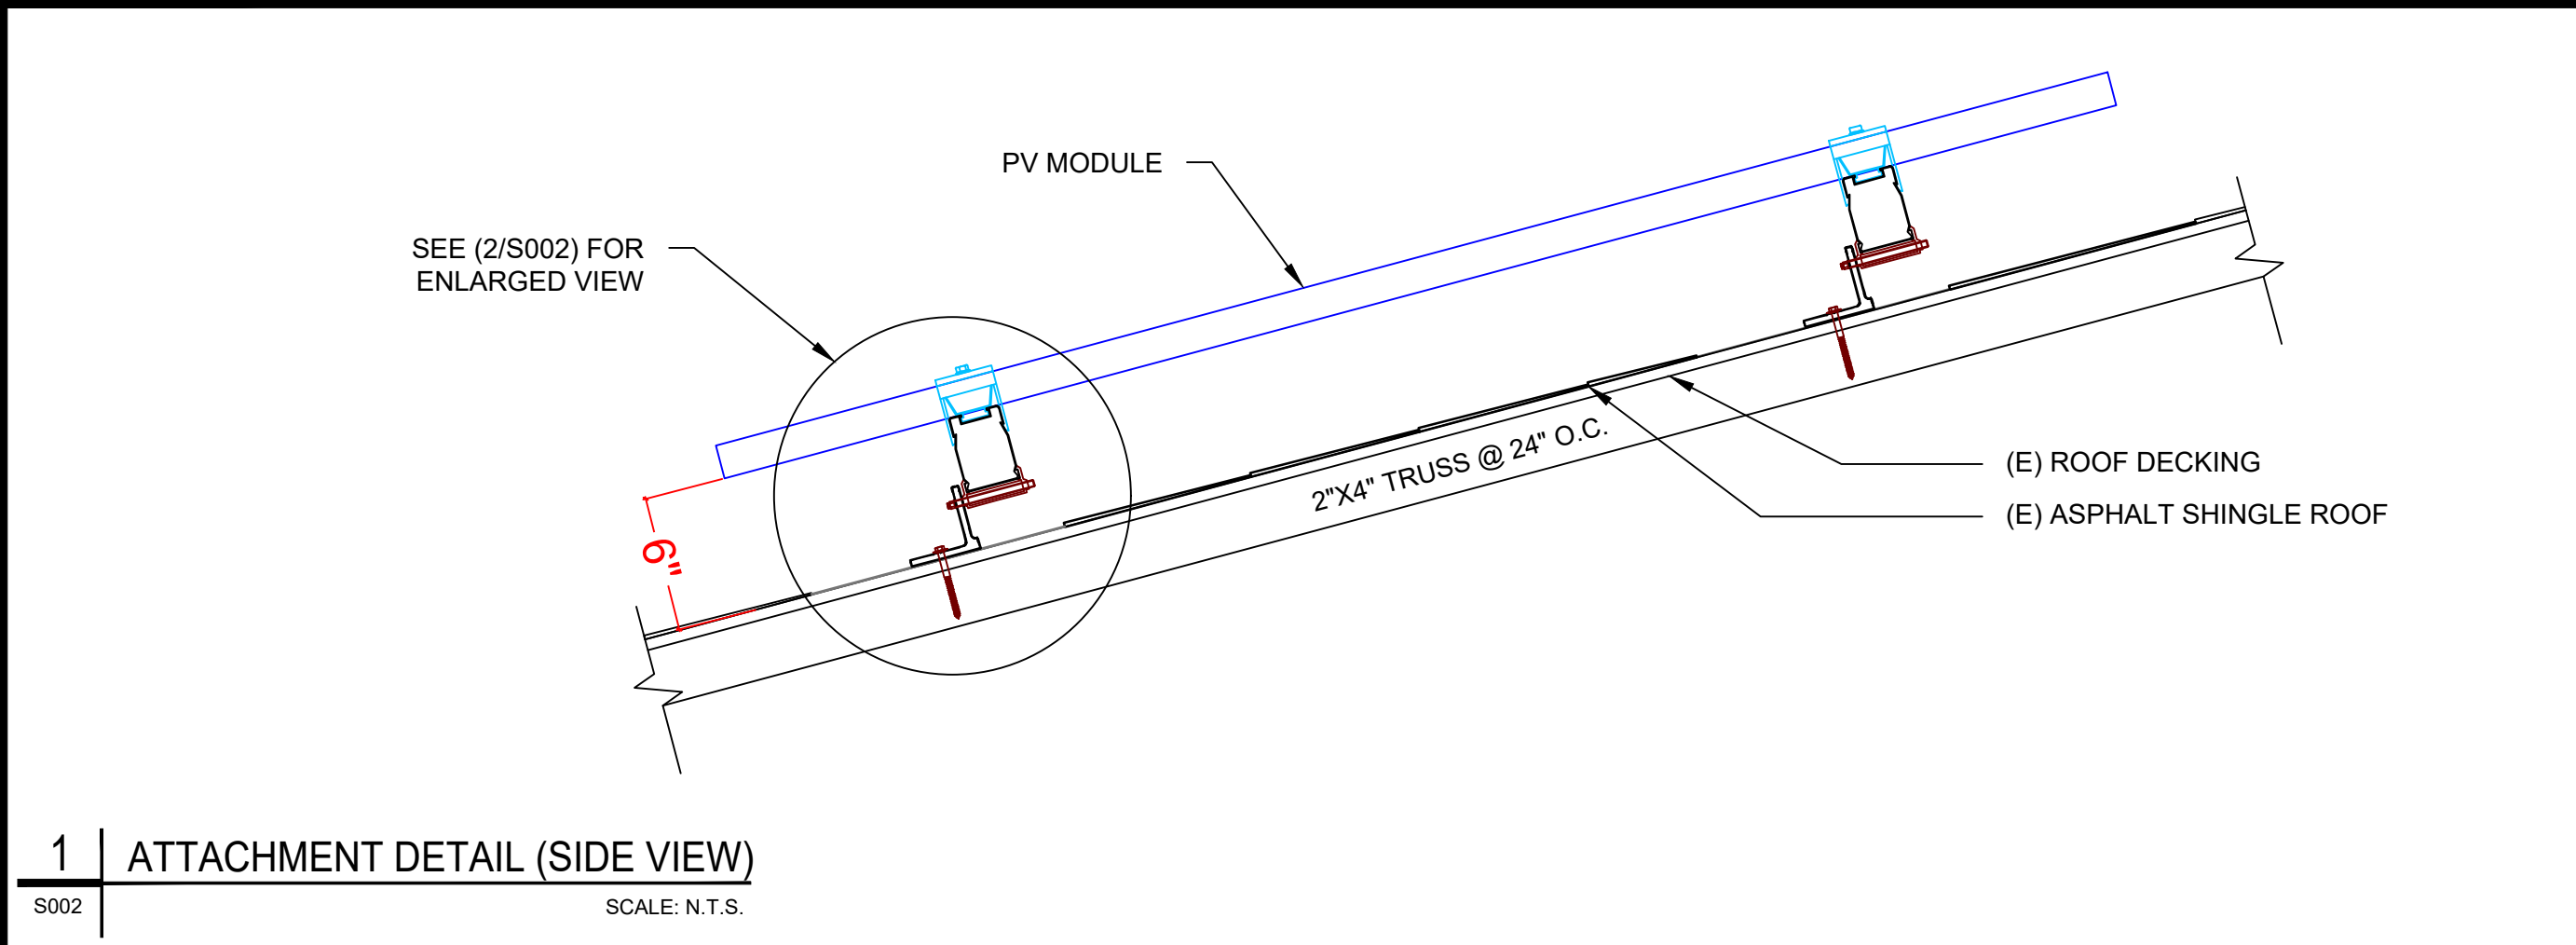 PV MODULE
SEE (2/S002) FOR
ENLARGED VIEW
6"
2"X4" TRUSS @ 24" O.C.
(E) ROOF DECKING
(E) ASPHALT SHINGLE ROOF
1
ATTACHMENT DETAIL (SIDE VIEW)
S002
SCALE: N.T.S.